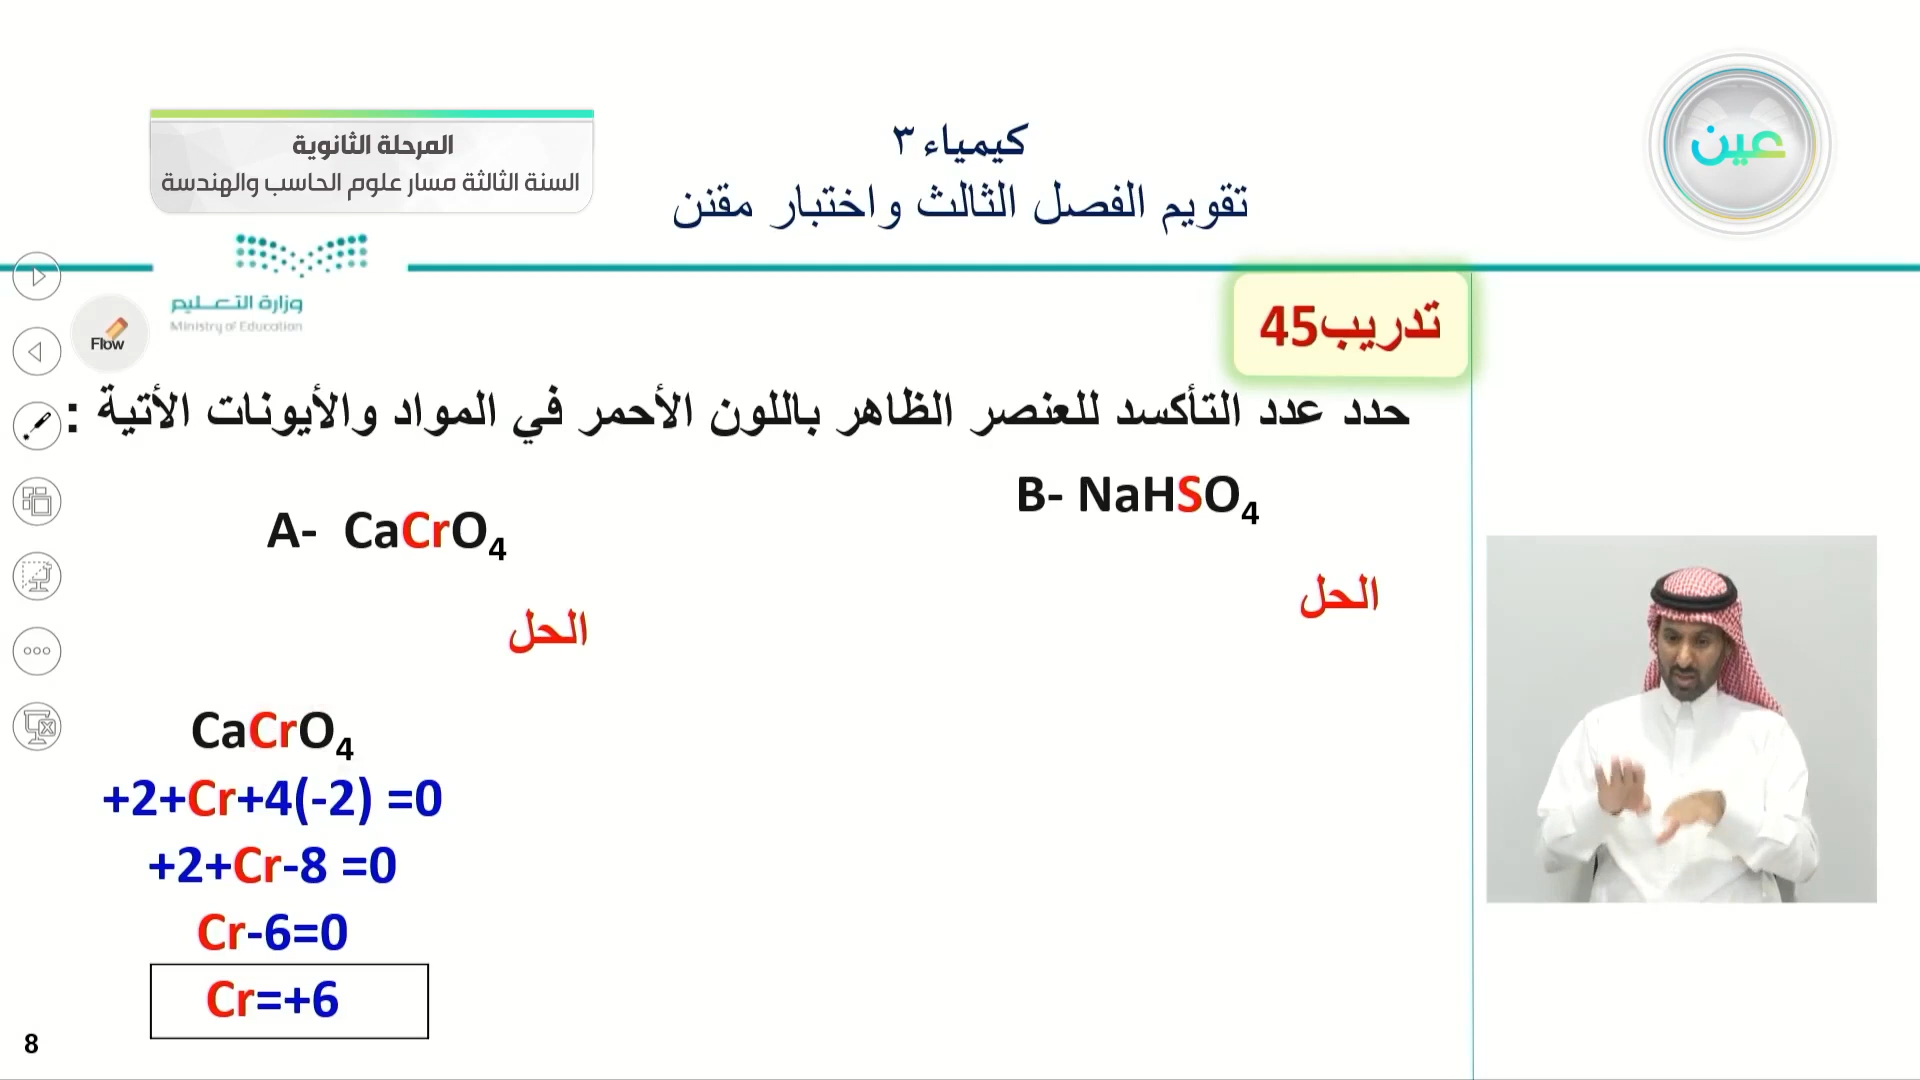 عين
كيمياء ٣
تقويم الفصل الثالث واختبار مقنن
المرحلة الثانوية
السنة الثالثة مسار علوم الحاسب والهندسة
وزارة التعـــليم
Ministry of Education
Flow
تدريب45
حدد عدد التأكسد للعنصر الظاهر باللون الأحمر في المواد والأيونات الأتية :
A- CaCrO4
الحل
CaCrO4
+2+Cr+4(-2) =0
+2+Cr-8 =0
Cr-6=0
Cr=+6
B- NaHSO4
الحل
8